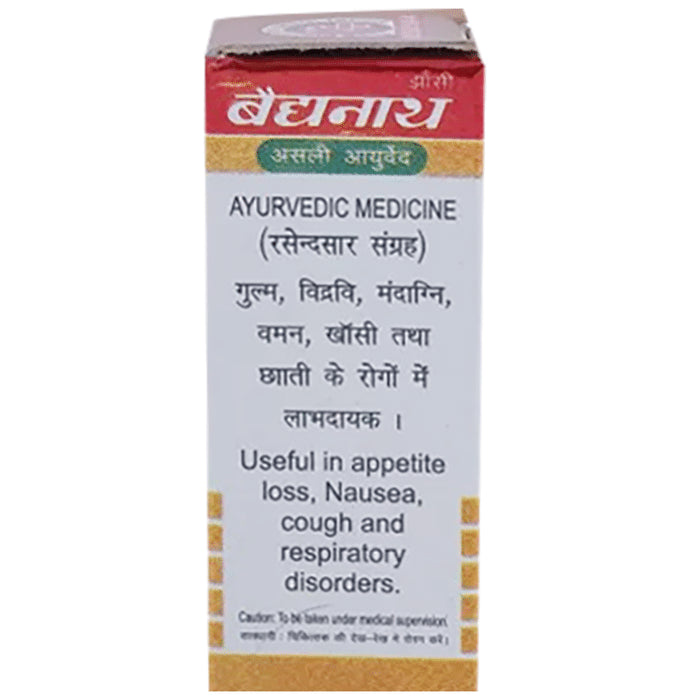 झाँसी
बैद्यनाथ
असली आयुर्वेद
AYURVEDIC MEDICINE
(रसेन्दसार संग्रह)
गुल्म, विद्रवि, मंदाग्नि,
वमन, खॉसी तथा
छााती के रोगों में
लाभदायक ।
Useful in appetite
loss, Nausea,
cough and
respiratory
disorders.
Caution: To be taken under medical supervision.
सावधानी : चिकित्सक की देख-रेख में सेवन करें।